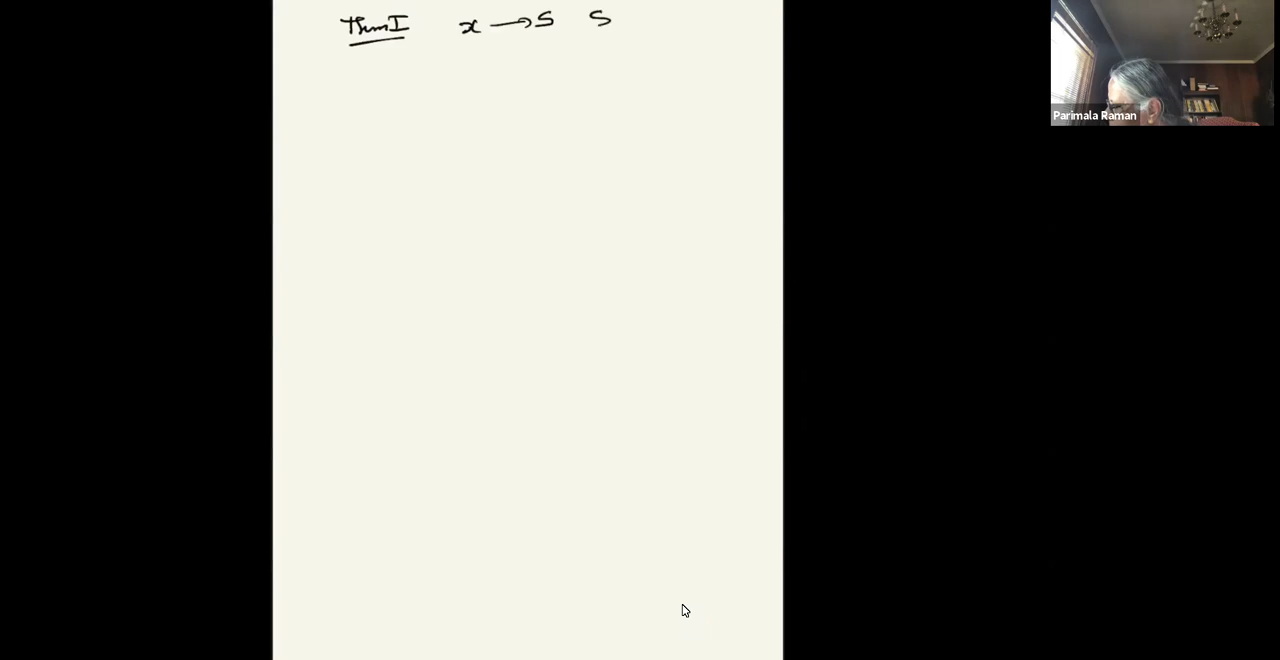 Thm I x → S S
Parimala Raman